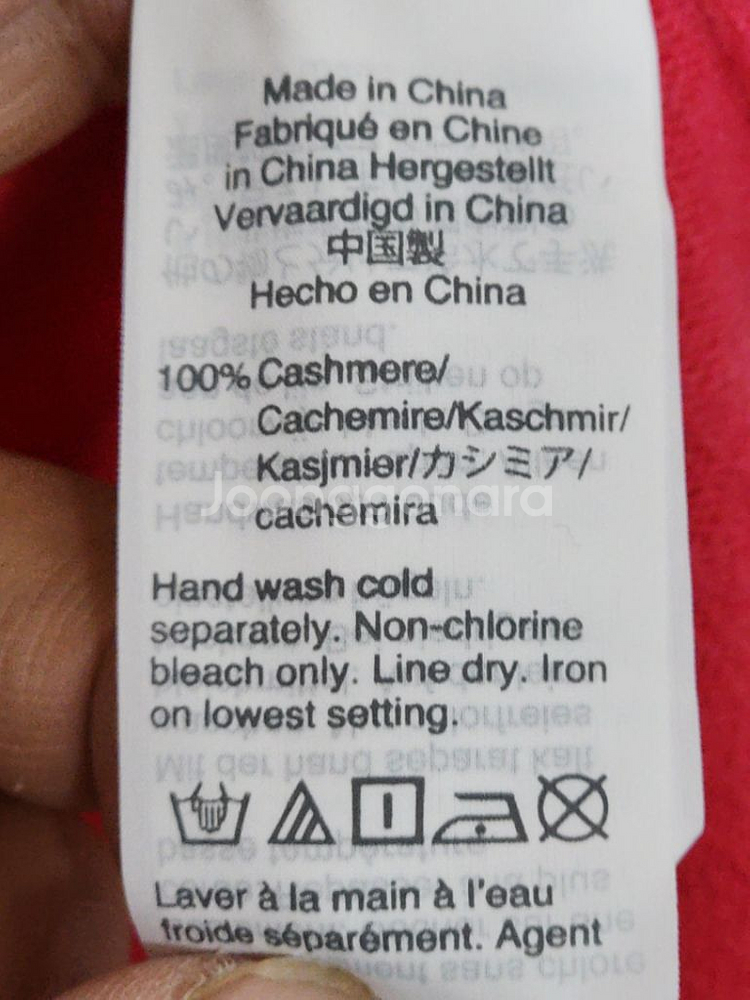 Made in China
Fabriqué en Chine
in China Hergestellt
Vervaardigd in China
中国製
Hecho en China
100% Cashmere/
Cachemire/Kaschmir/
Kasjmier/カシミア/
cachemira
Hand wash cold
separately. Non-chlorine
bleach only. Line dry. Iron
on lowest setting.
Laver à la main à l'eau
froide séparément. Agent